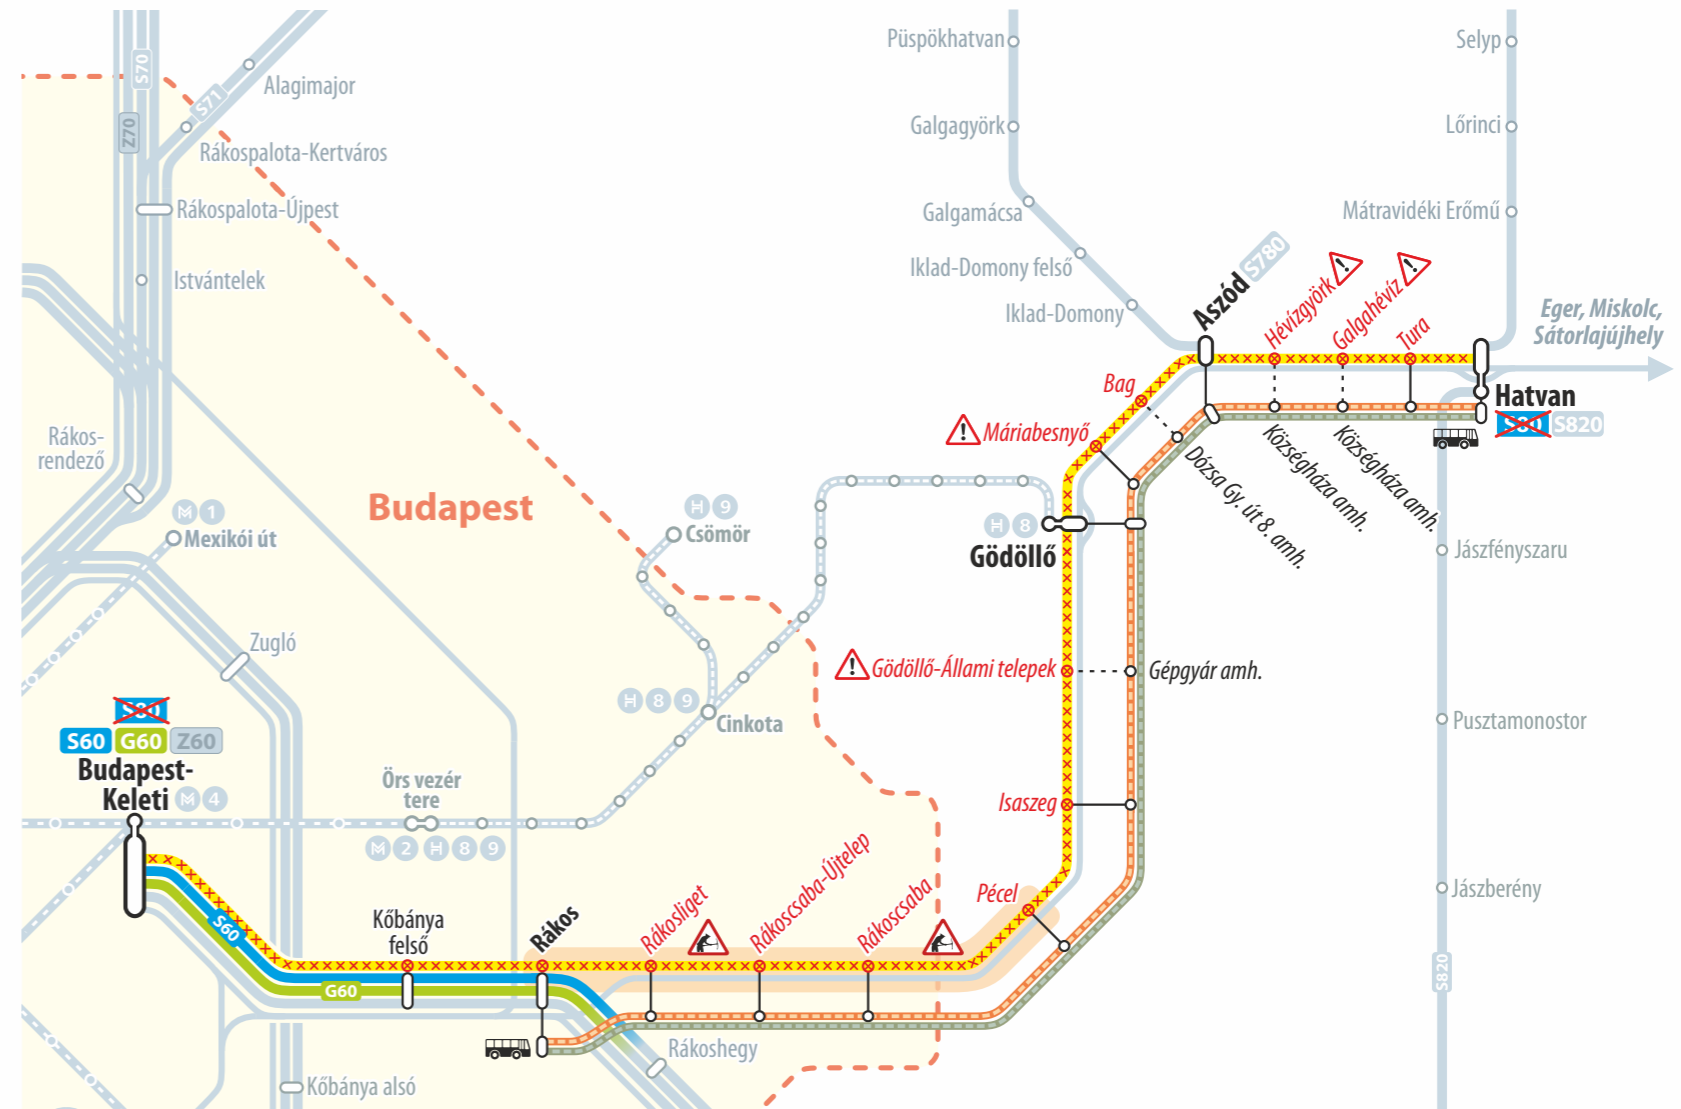 Püspökhatvan
Selyp
S70
Alagimajor
S71
Z70
Galgagyörk
Lőrinci
Rákospalota-Kertváros
Rákospalota-Újpest
Galgamácsa
Mátravidéki Erőmű
Istvántelek
Iklad-Domony felső
Iklad-Domony
Aszód S780
Hévízgyörk
Galgahévíz
Tura
Eger, Miskolc,
Sátorlajújhely
Bag
Hatvan
S80 S820
Máriabesnyő
Rákos-
rendező
Budapest
M 1
Mexikói út
H 9
Csömör
H 8
Gödöllő
Dózsa Gy. út 8. amh.
Községháza amh.
Községháza amh.
Jászfényszaru
Zugló
Gödöllő-Állami telepek
Gépgyár amh.
H 8 9
Cinkota
Pusztamonostor
S80
S60 G60 Z60
Budapest-
Keleti M 4
Örs vezér
tere
M 2 H 8 9
Isaszeg
Jászberény
Pécel
Kőbánya
felső
Rákos
Rákosliget
Rákoscsaba-Újtelep
Rákoscsaba
S60
G60
S820
Rákoshegy
Kőbánya alsó